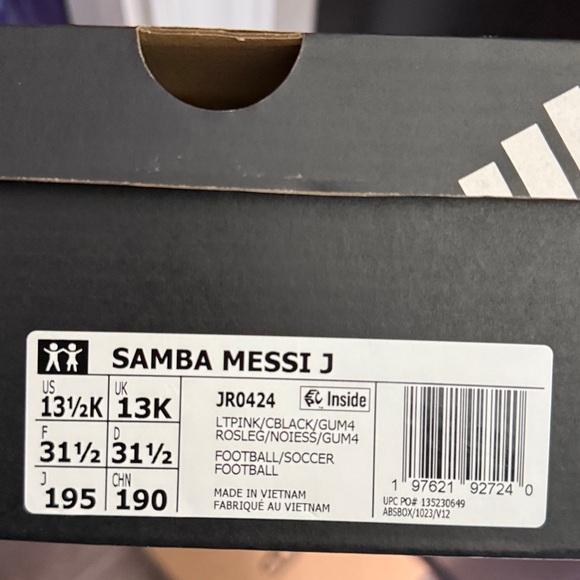 SAMBA MESSI J
US 13½K UK 13K
F 31½ D 31½
J 195 CHN 190
JR0424 Inside
LTPINK/CBLACK/GUM4
ROSLEG/NOIESS/GUM4
FOOTBALL/SOCCER
FOOTBALL
MADE IN VIETNAM
FABRIQUÉ AU VIETNAM
1 97621 92724 0
UPC PO# 135230649
ABSBOX/1023/V12